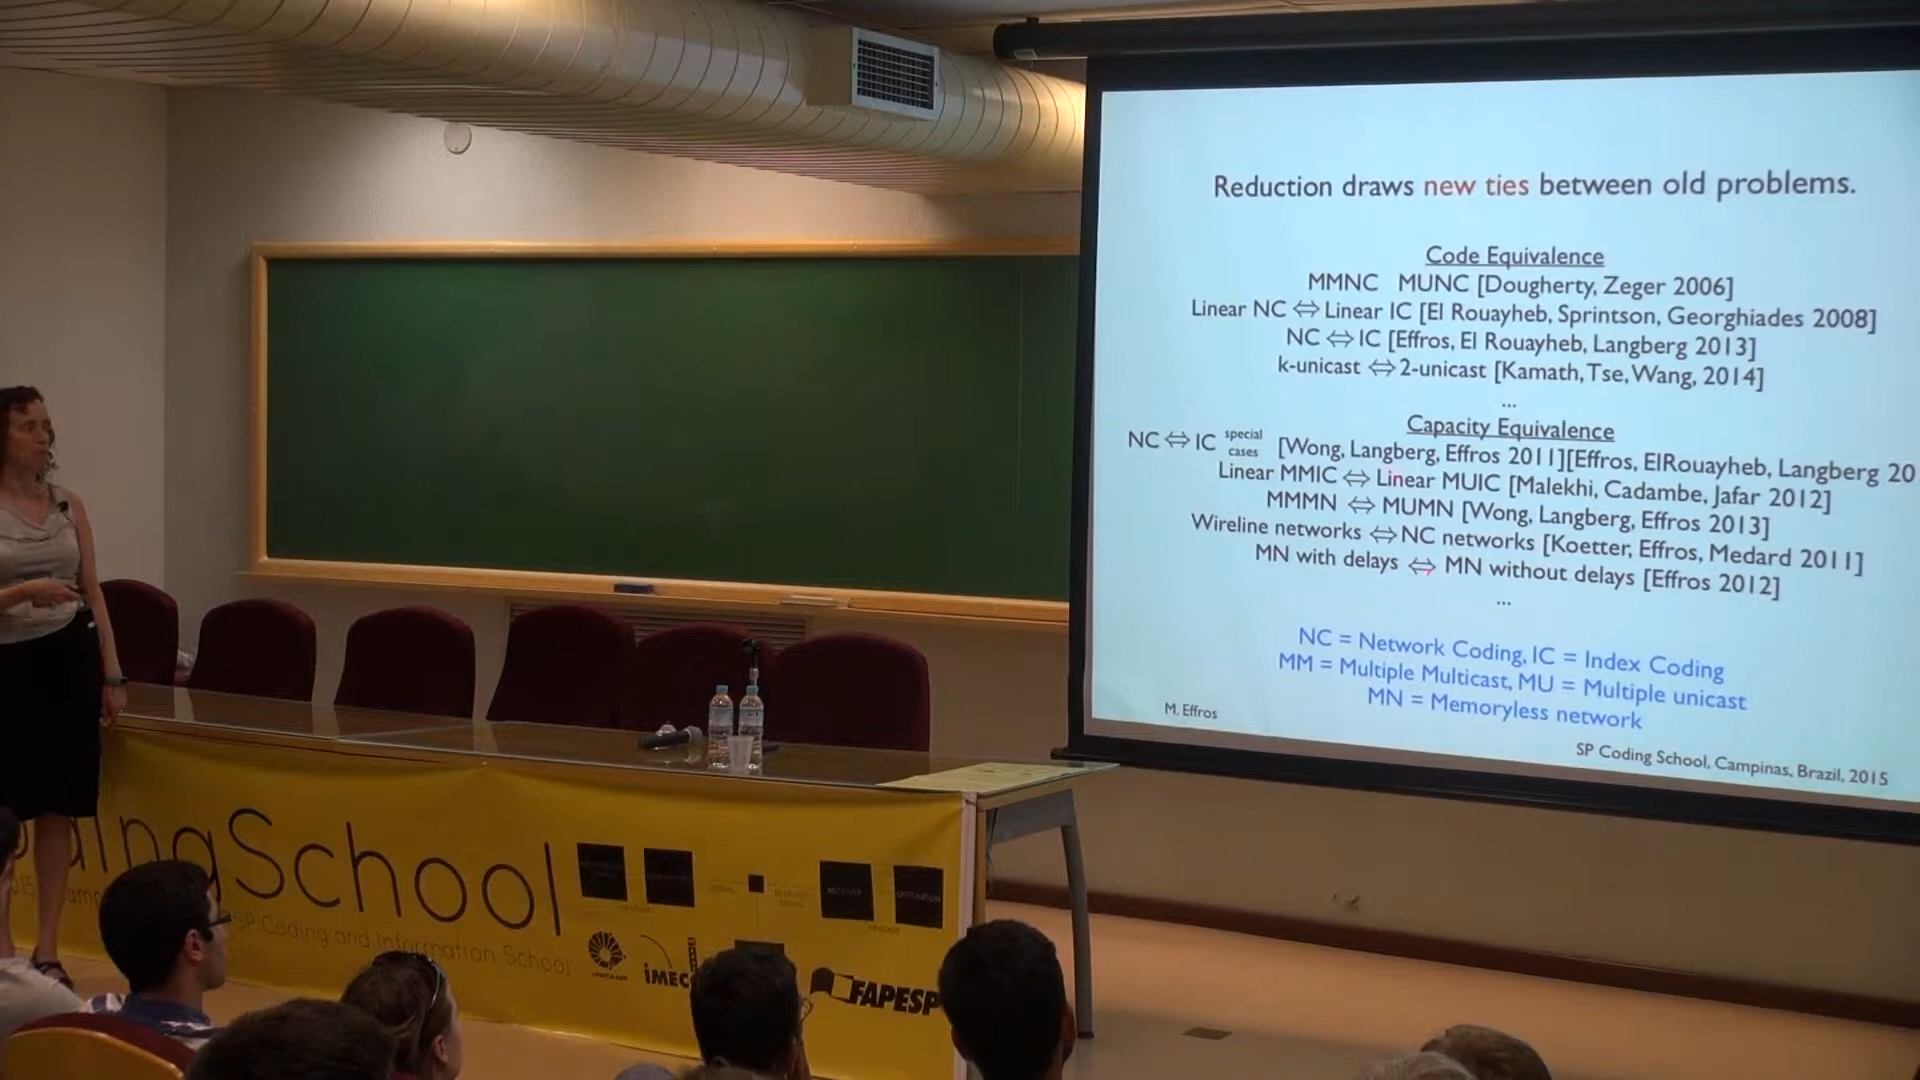 Reduction draws new ties between old problems.
Code Equivalence
MMNC MUNC [Dougherty, Zeger 2006]
Linear NC ⇔ Linear IC [El Rouayheb, Sprintson, Georghiades 2008]
NC ⇔ IC [Effros, El Rouayheb, Langberg 2013]
k-unicast ⇔ 2-unicast [Kamath, Tse, Wang, 2014]
...
Capacity Equivalence
NC ⇔ IC special cases [Wong, Langberg, Effros 2011][Effros, ElRouayheb, Langberg 20
Linear MMIC ⇔ Linear MUIC [Malekhi, Cadambe, Jafar 2012]
MMMN ⇔ MUMN [Wong, Langberg, Effros 2013]
Wireline networks ⇔ NC networks [Koetter, Effros, Medard 2011]
MN with delays ⇔ MN without delays [Effros 2012]
...
NC = Network Coding, IC = Index Coding
MM = Multiple Multicast, MU = Multiple unicast
MN = Memoryless network
M. Effros
SP Coding School, Campinas, Brazil, 2015
dingSchool
SP Coding and Information School
IMEC
FAPESP